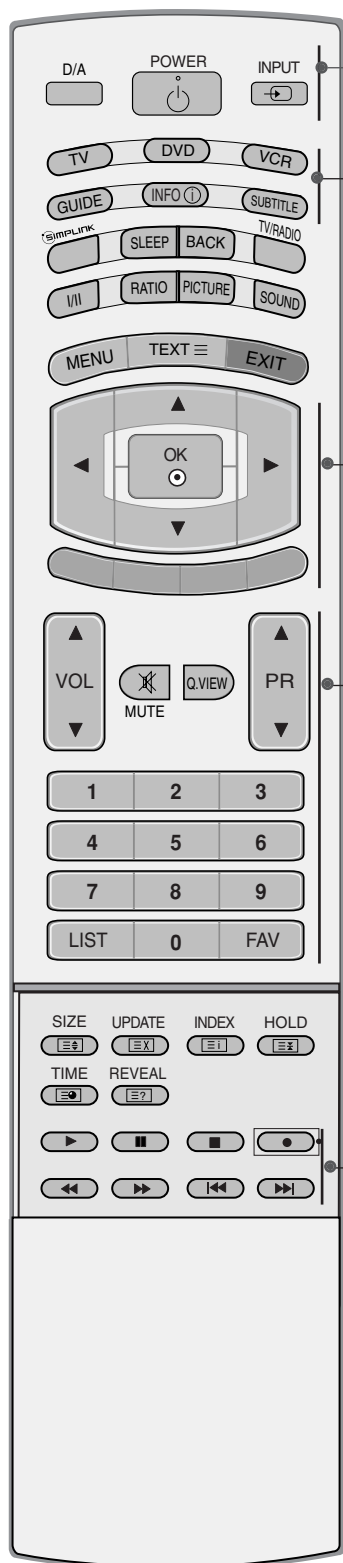 D/A POWER INPUT
TV DVD VCR
GUIDE INFO i SUBTITLE
SIMPLINK SLEEP BACK TV/RADIO
I/II RATIO PICTURE SOUND
MENU TEXT EXIT
OK
VOL MUTE Q.VIEW PR
1 2 3
4 5 6
7 8 9
LIST 0 FAV
SIZE UPDATE INDEX HOLD
X i
TIME REVEAL
?